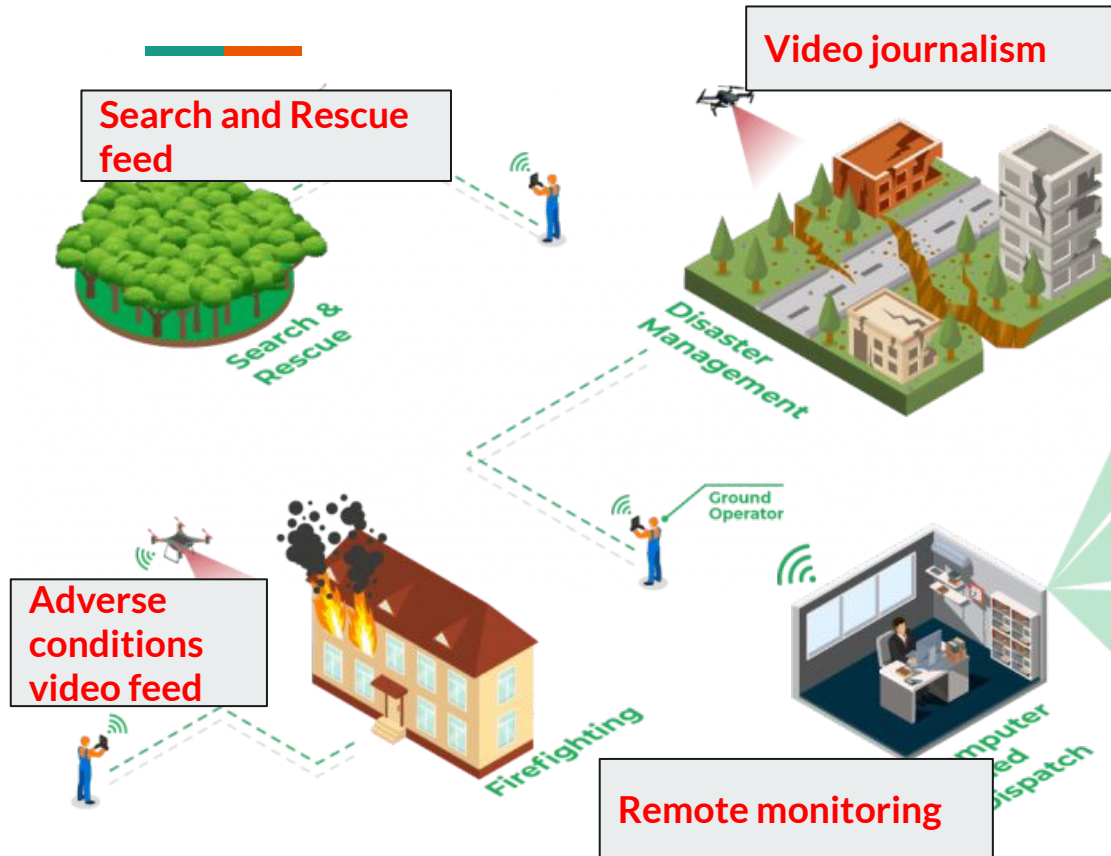 Video journalism
Search and Rescue
feed
Search &
Rescue
Disaster
Management
Ground
Operator
Adverse
conditions
video feed
Firefighting
Remote monitoring